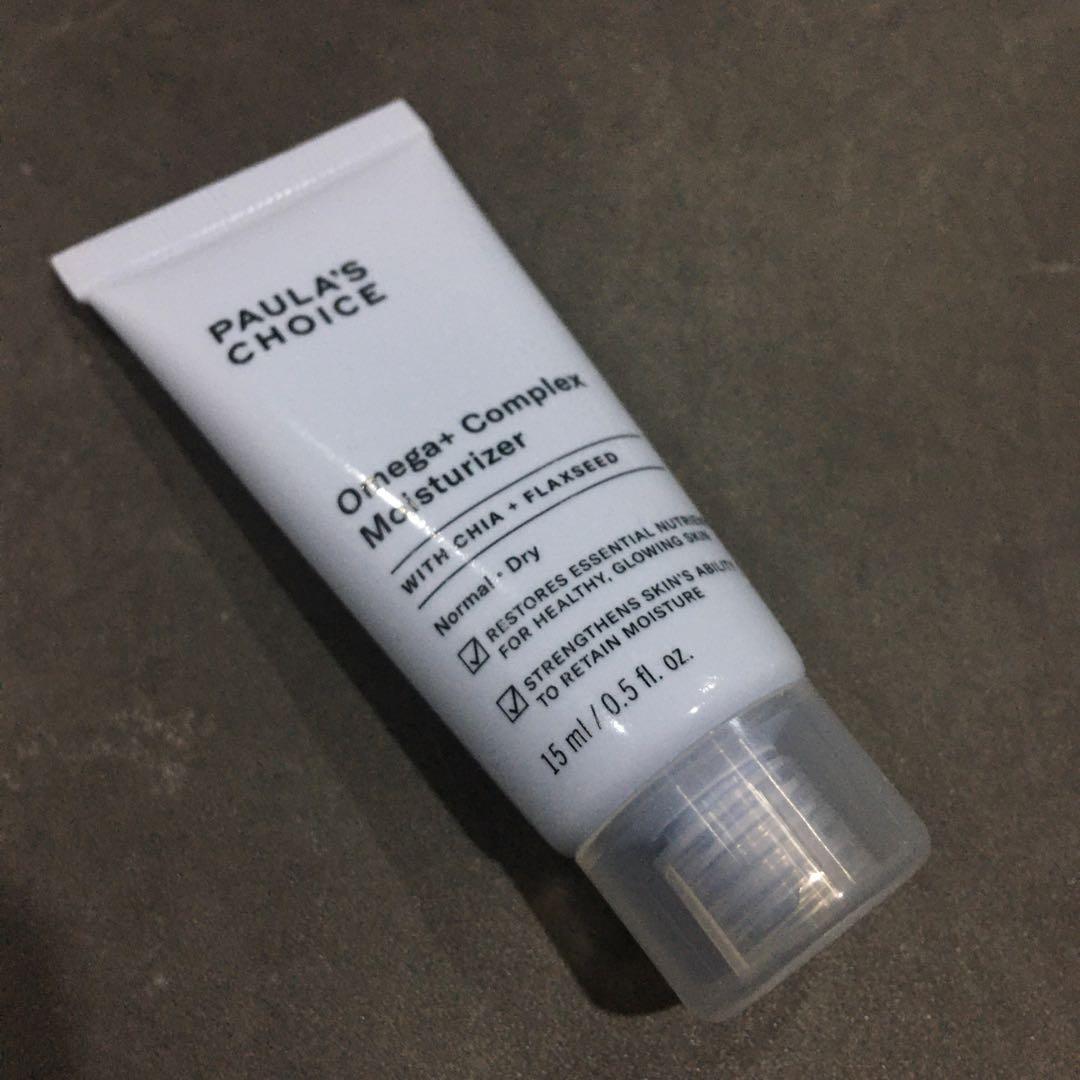 PAULA'S
CHOICE
Omega+ Complex
Moisturizer
WITH CHIA + FLAXSEED
Normal • Dry
RESTORES ESSENTIAL
FOR HEALTHY, GLOWING SKIN
STRENGTHENS SKIN'S ABILITY
TO RETAIN MOISTURE
15 ml / 0.5 fl. oz.